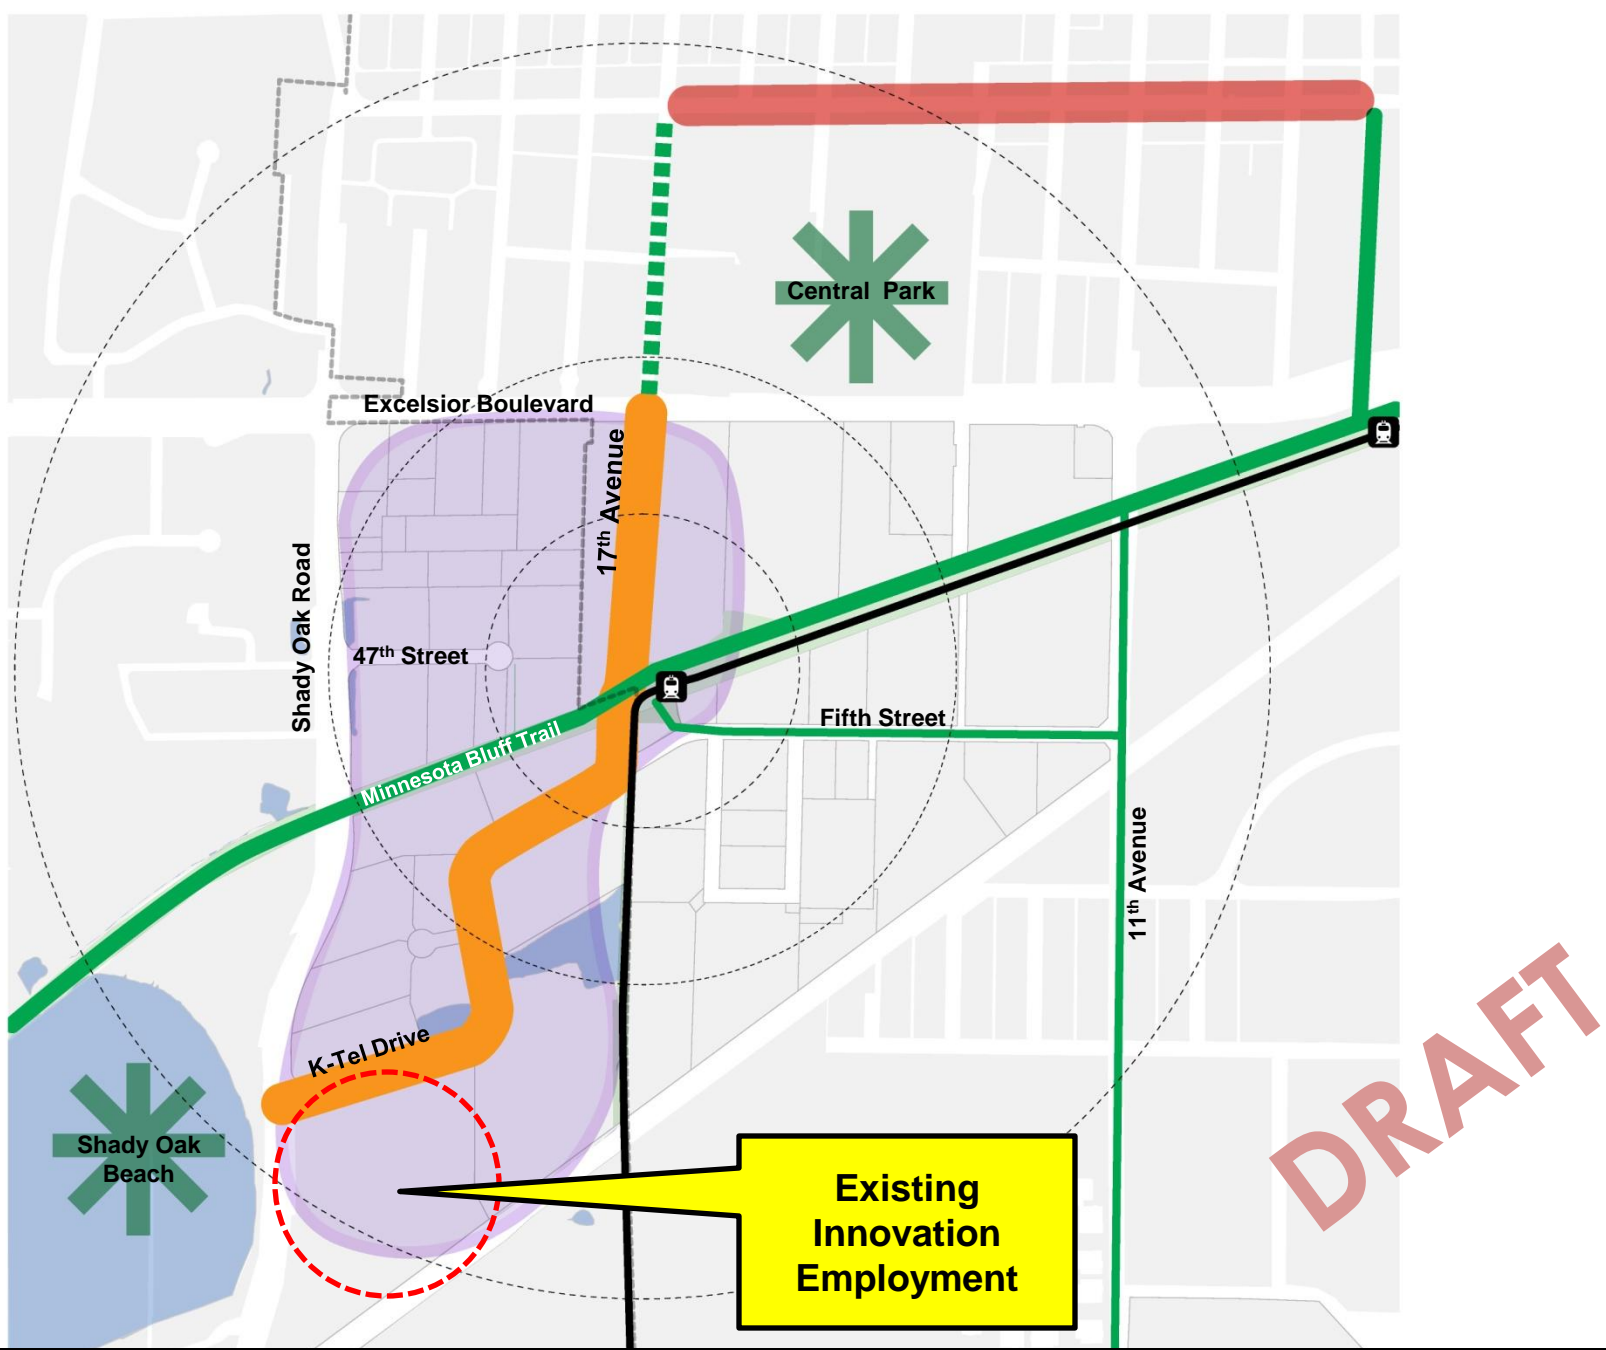 Central Park
Excelsior Boulevard
17th Avenue
Shady Oak Road
47th Street
Fifth Street
Minnesota Bluff Trail
11th Avenue
K-Tel Drive
Shady Oak
Beach
Existing
Innovation
Employment
DRAFT